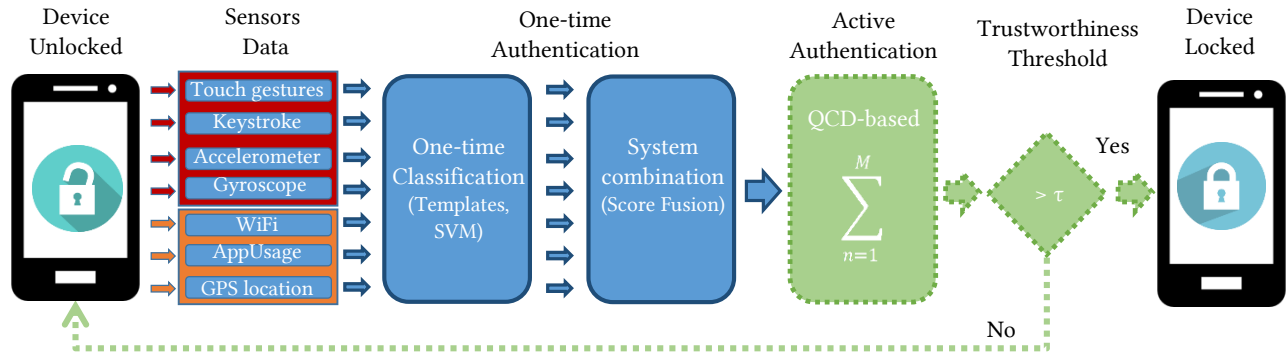 Device
Unlocked
Sensors
Data
One-time
Authentication
Active
Authentication
Trustworthiness
Threshold
Device
Locked
Touch gestures
Keystroke
Accelerometer
Gyroscope
WiFi
AppUsage
GPS location
One-time
Classification
(Templates,
SVM)
System
combination
(Score Fusion)
QCD-based
M
∑
n=1
> τ
Yes
No